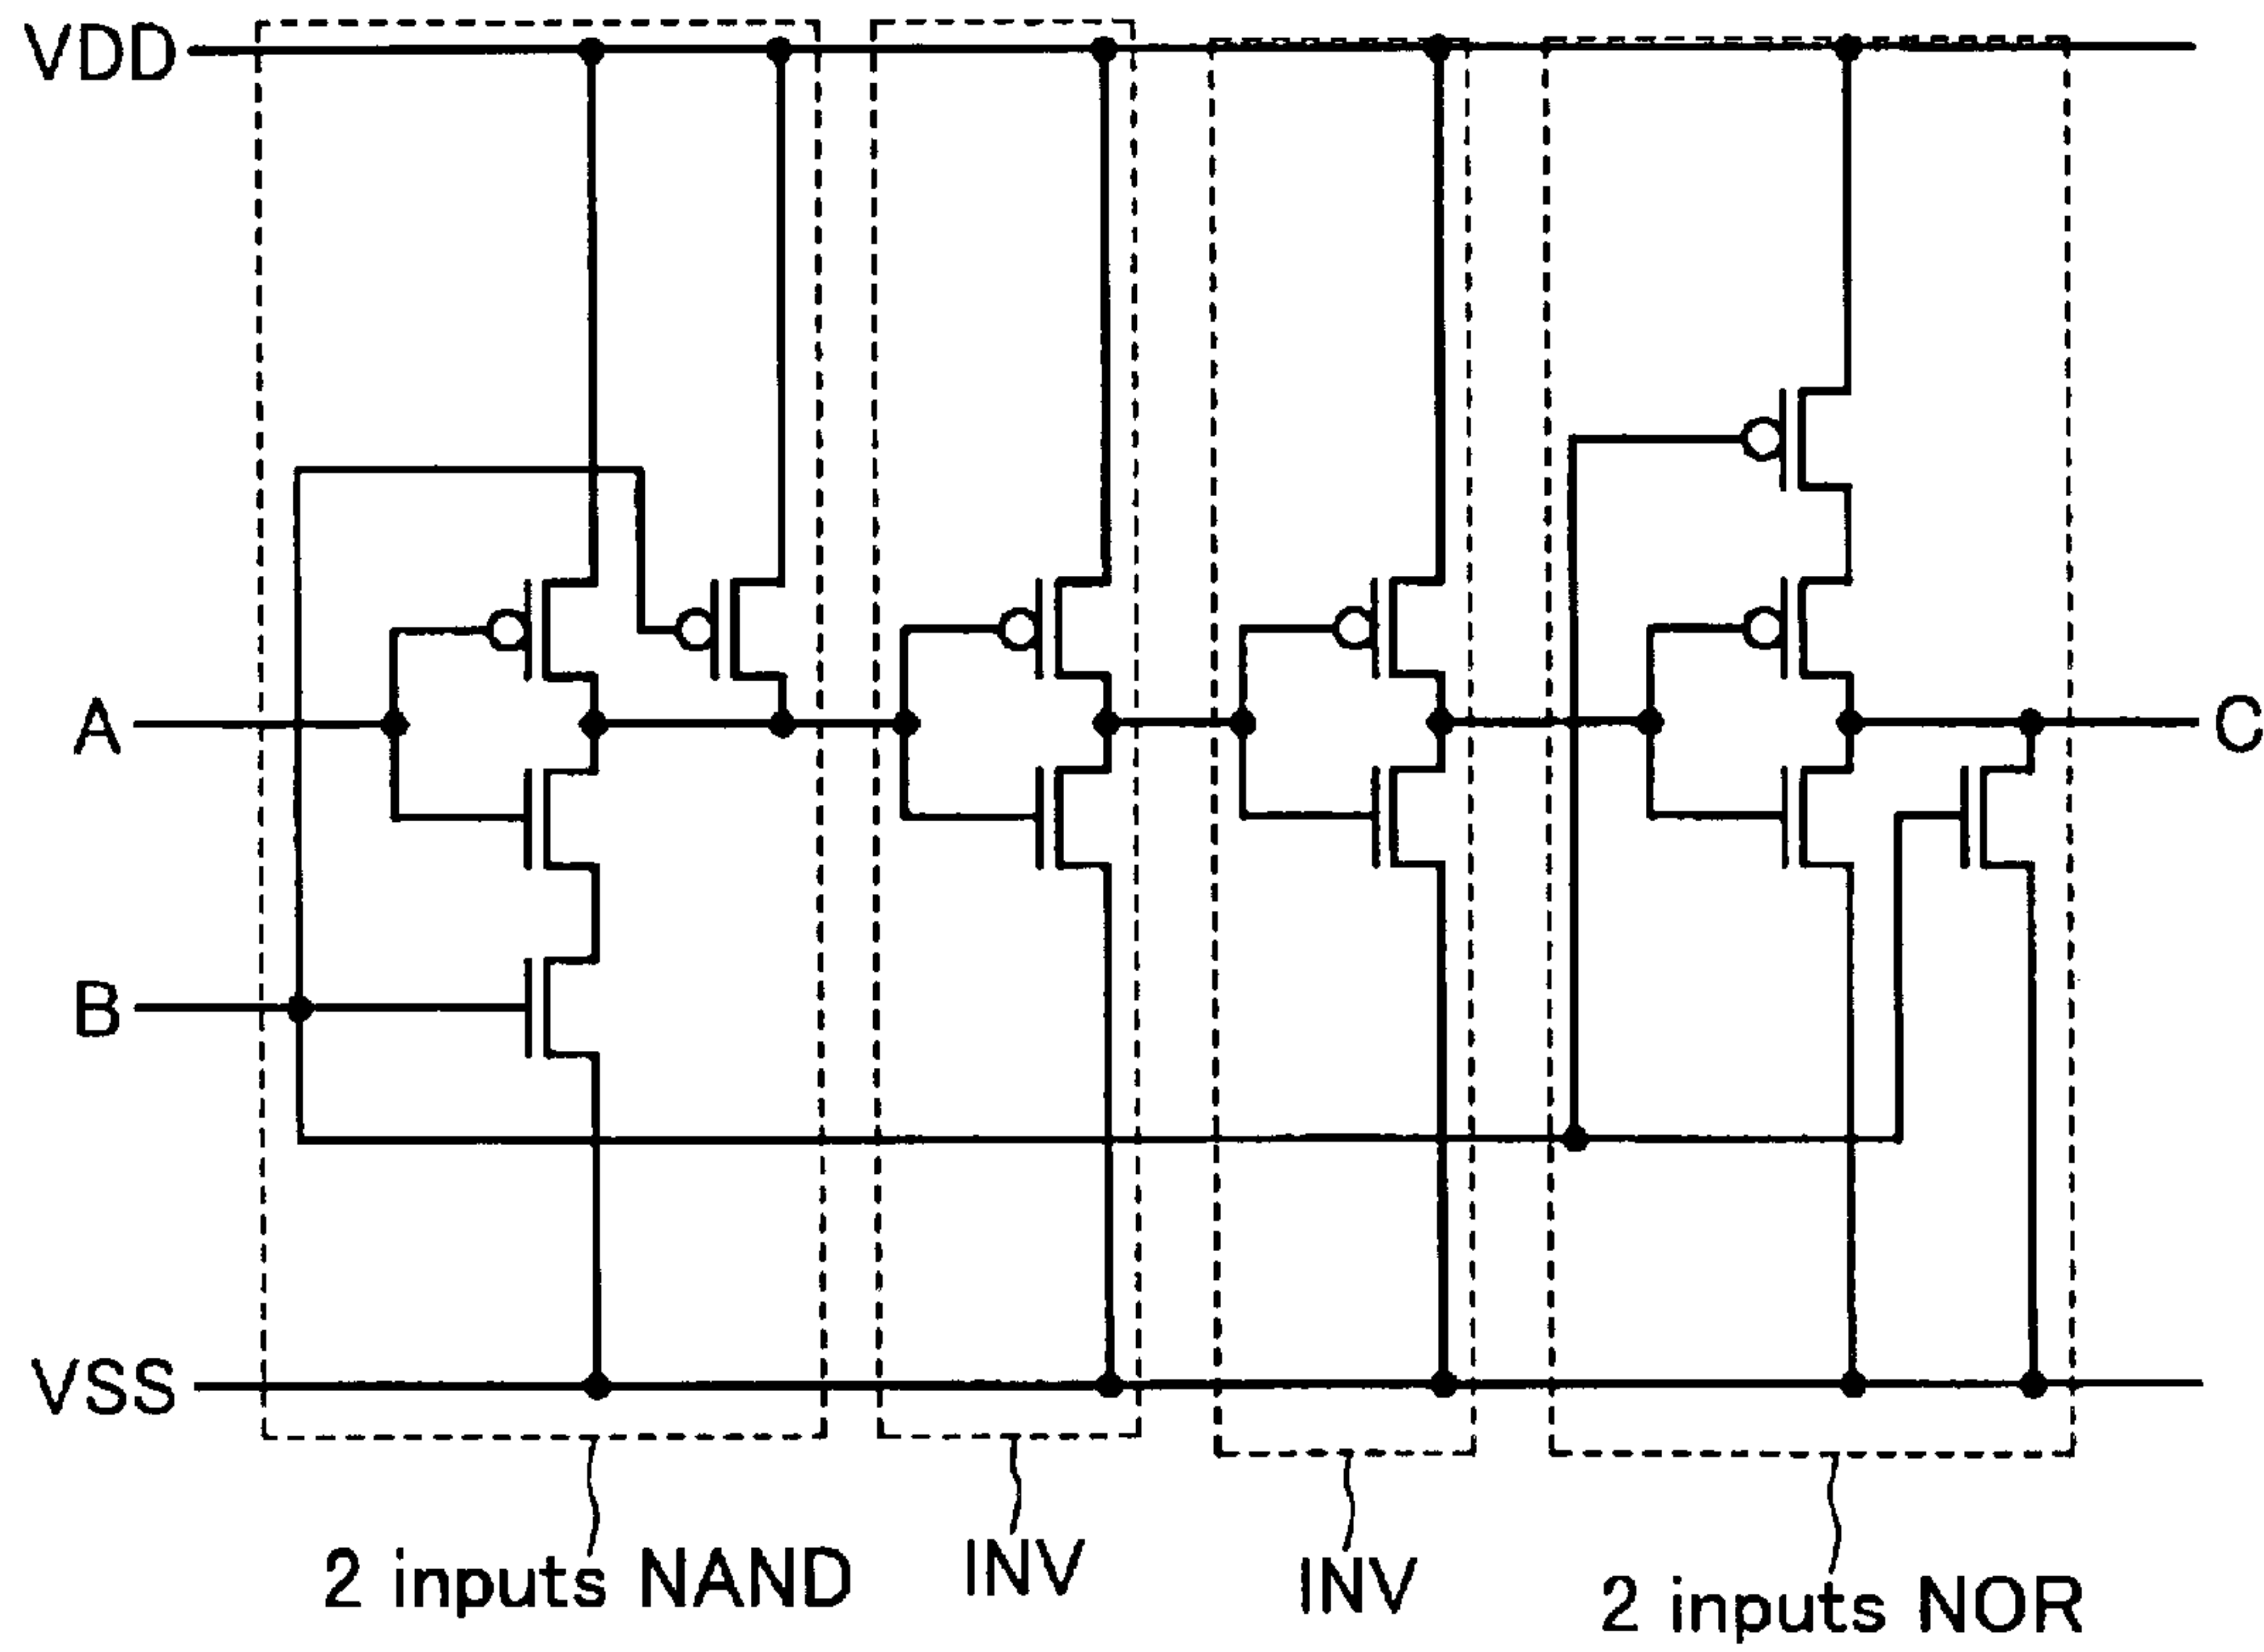 VDD
A
C
B
VSS
2 inputs NAND
INV
INV
2 inputs NOR